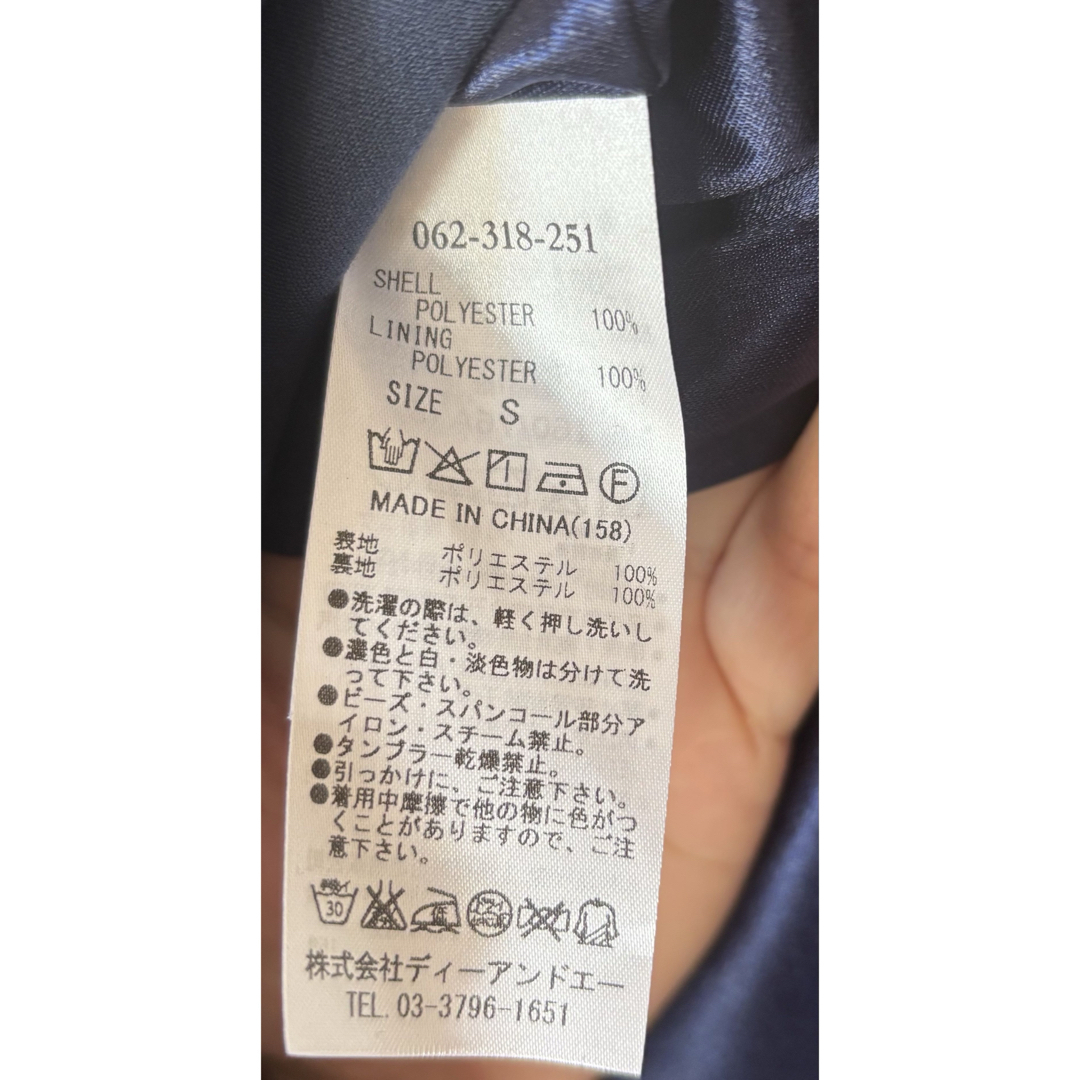 062-318-251
SHELL
POLYESTER 100%
LINING
POLYESTER 100%
SIZE S
F
MADE IN CHINA(158)
表地 ポリエステル 100%
裏地 ポリエステル 100%
●洗濯の際は、軽く押し洗いし
てください。
●濃色と白・淡色物は分けて洗
って下さい。
●ビーズ・スパンコール部分ア
イロン・スチーム禁止。
●タンブラー乾燥禁止。
●引っかけに、ご注意下さい。
●着用中摩擦で他の物に色がつ
くことがありますので、ご注
意下さい。
30
株式会社ディーアンドエー
TEL. 03-3796-1651